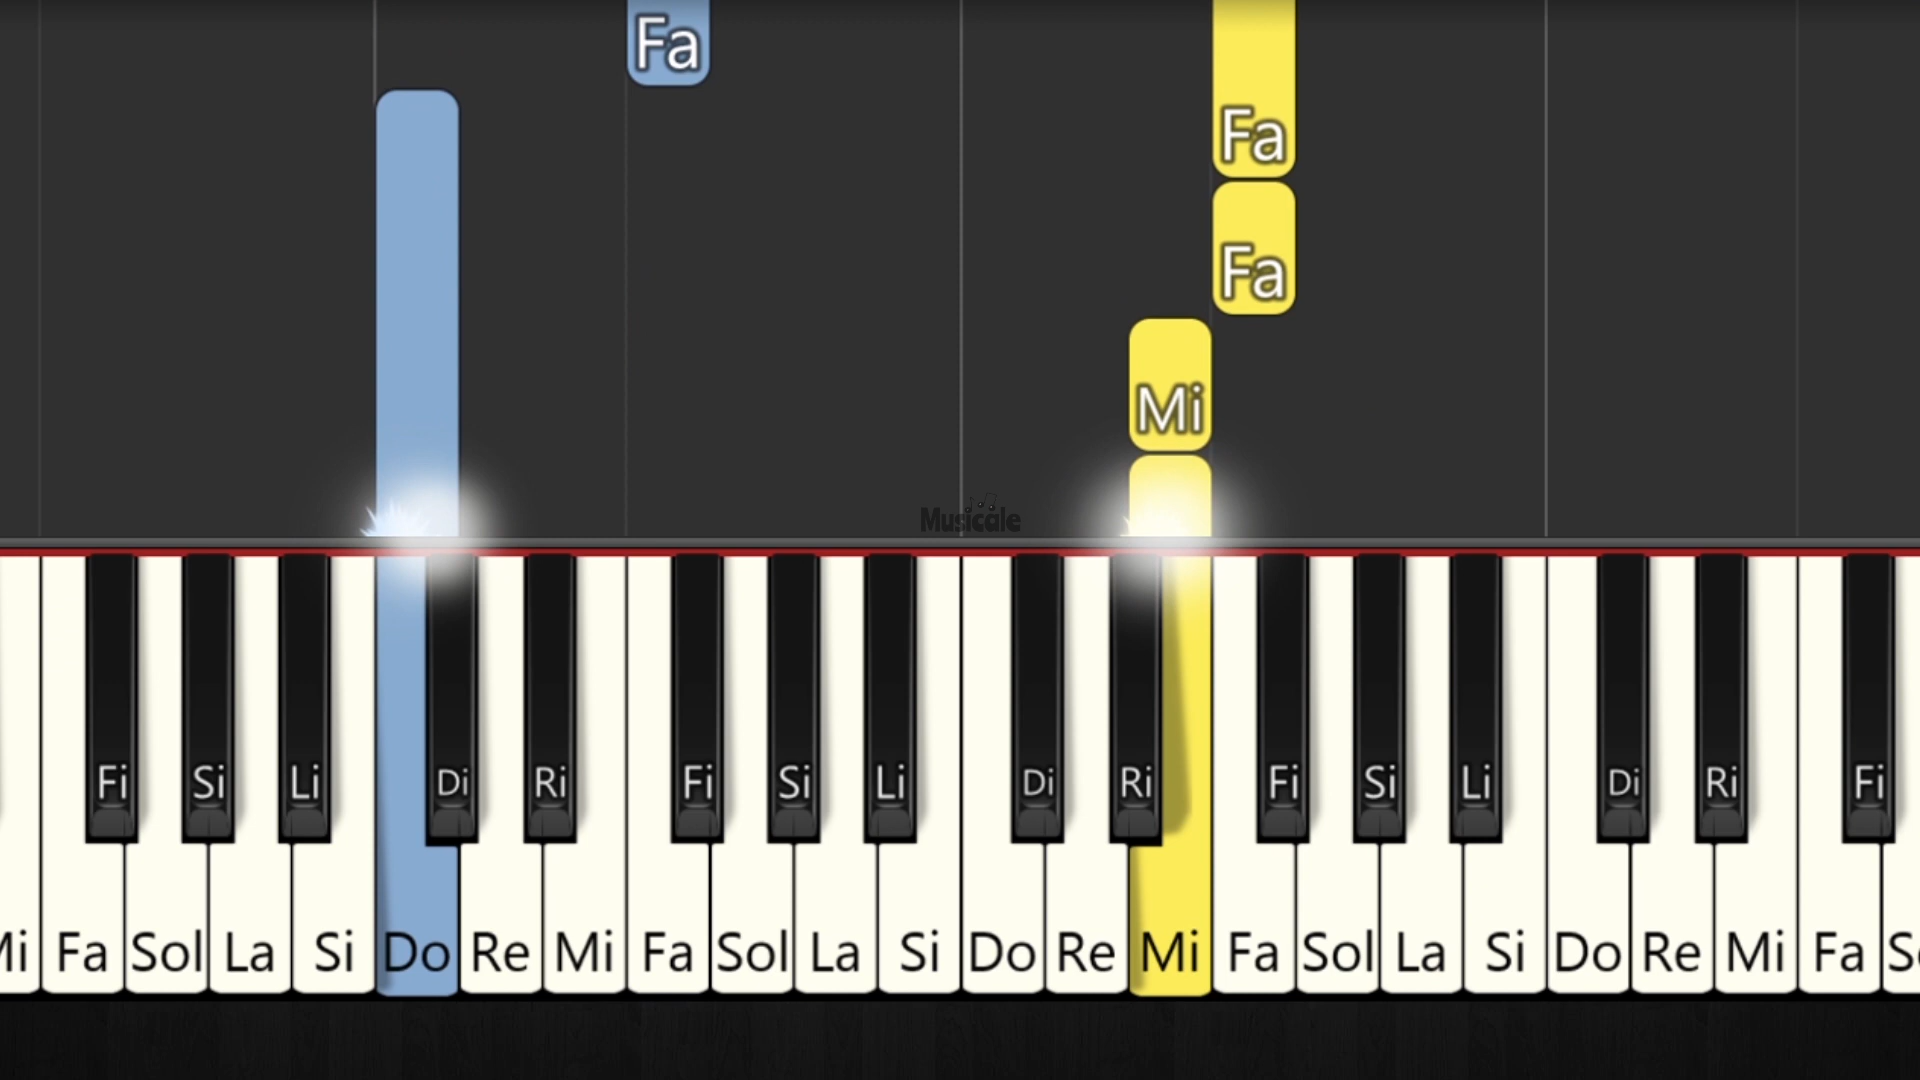 Fa
Fa
Fa
Mi
Musicale
Fi Si Li Di Ri Fi Si Li Di Ri Fi Si Li Di Ri Fi
Mi Fa Sol La Si Do Re Mi Fa Sol La Si Do Re Mi Fa Sol La Si Do Re Mi Fa So